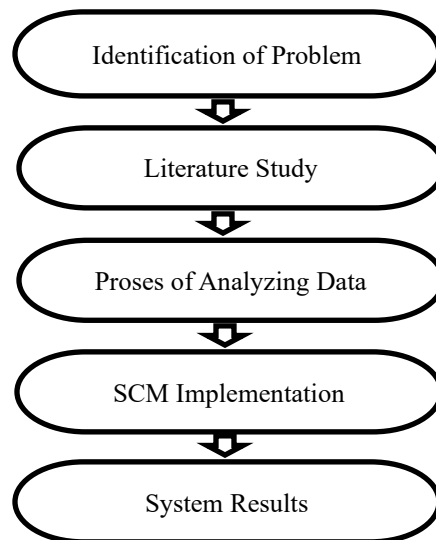 Identification of Problem
Literature Study
Proses of Analyzing Data
SCM Implementation
System Results